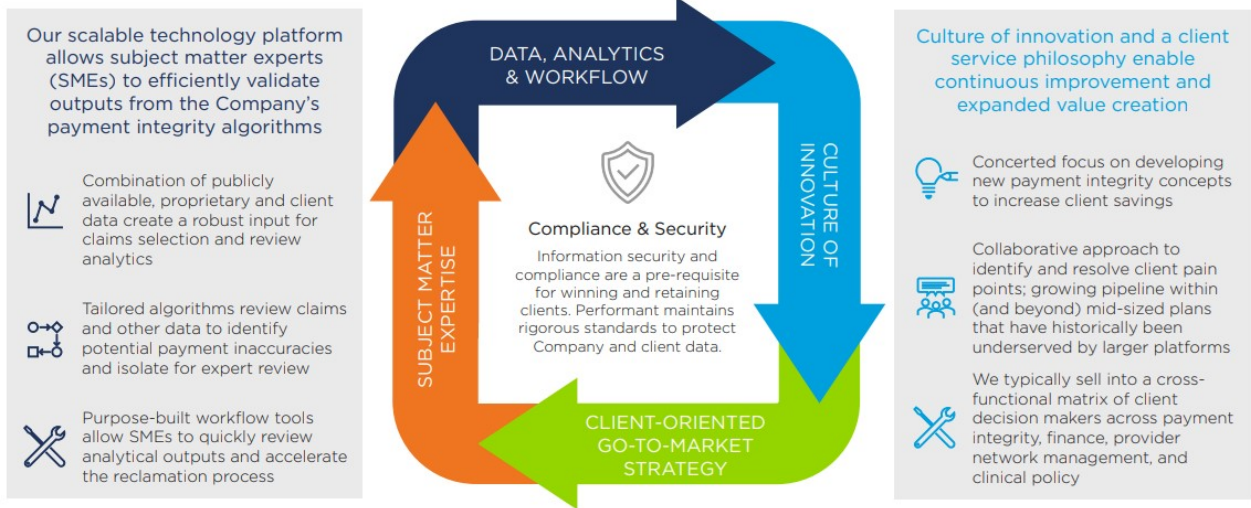 Our scalable technology platform
allows subject matter experts
(SMEs) to efficiently validate
outputs from the Company's
payment integrity algorithms
Combination of publicly
available, proprietary and client
data create a robust input for
claims selection and review
analytics
Tailored algorithms review claims
and other data to identify
potential payment inaccuracies
and isolate for expert review
Purpose-built workflow tools
allow SMEs to quickly review
analytical outputs and accelerate
the reclamation process
DATA, ANALYTICS
& WORKFLOW
CULTURE OF
INNOVATION
CLIENT-ORIENTED
GO-TO-MARKET
STRATEGY
SUBJECT MATTER
EXPERTISE
Compliance & Security
Information security and
compliance are a pre-requisite
for winning and retaining
clients. Performant maintains
rigorous standards to protect
Company and client data.
Culture of innovation and a client
service philosophy enable
continuous improvement and
expanded value creation
Concerted focus on developing
new payment integrity concepts
to increase client savings
Collaborative approach to
identify and resolve client pain
points; growing pipeline within
(and beyond) mid-sized plans
that have historically been
underserved by larger platforms
We typically sell into a cross-
functional matrix of client
decision makers across payment
integrity, finance, provider
network management, and
clinical policy